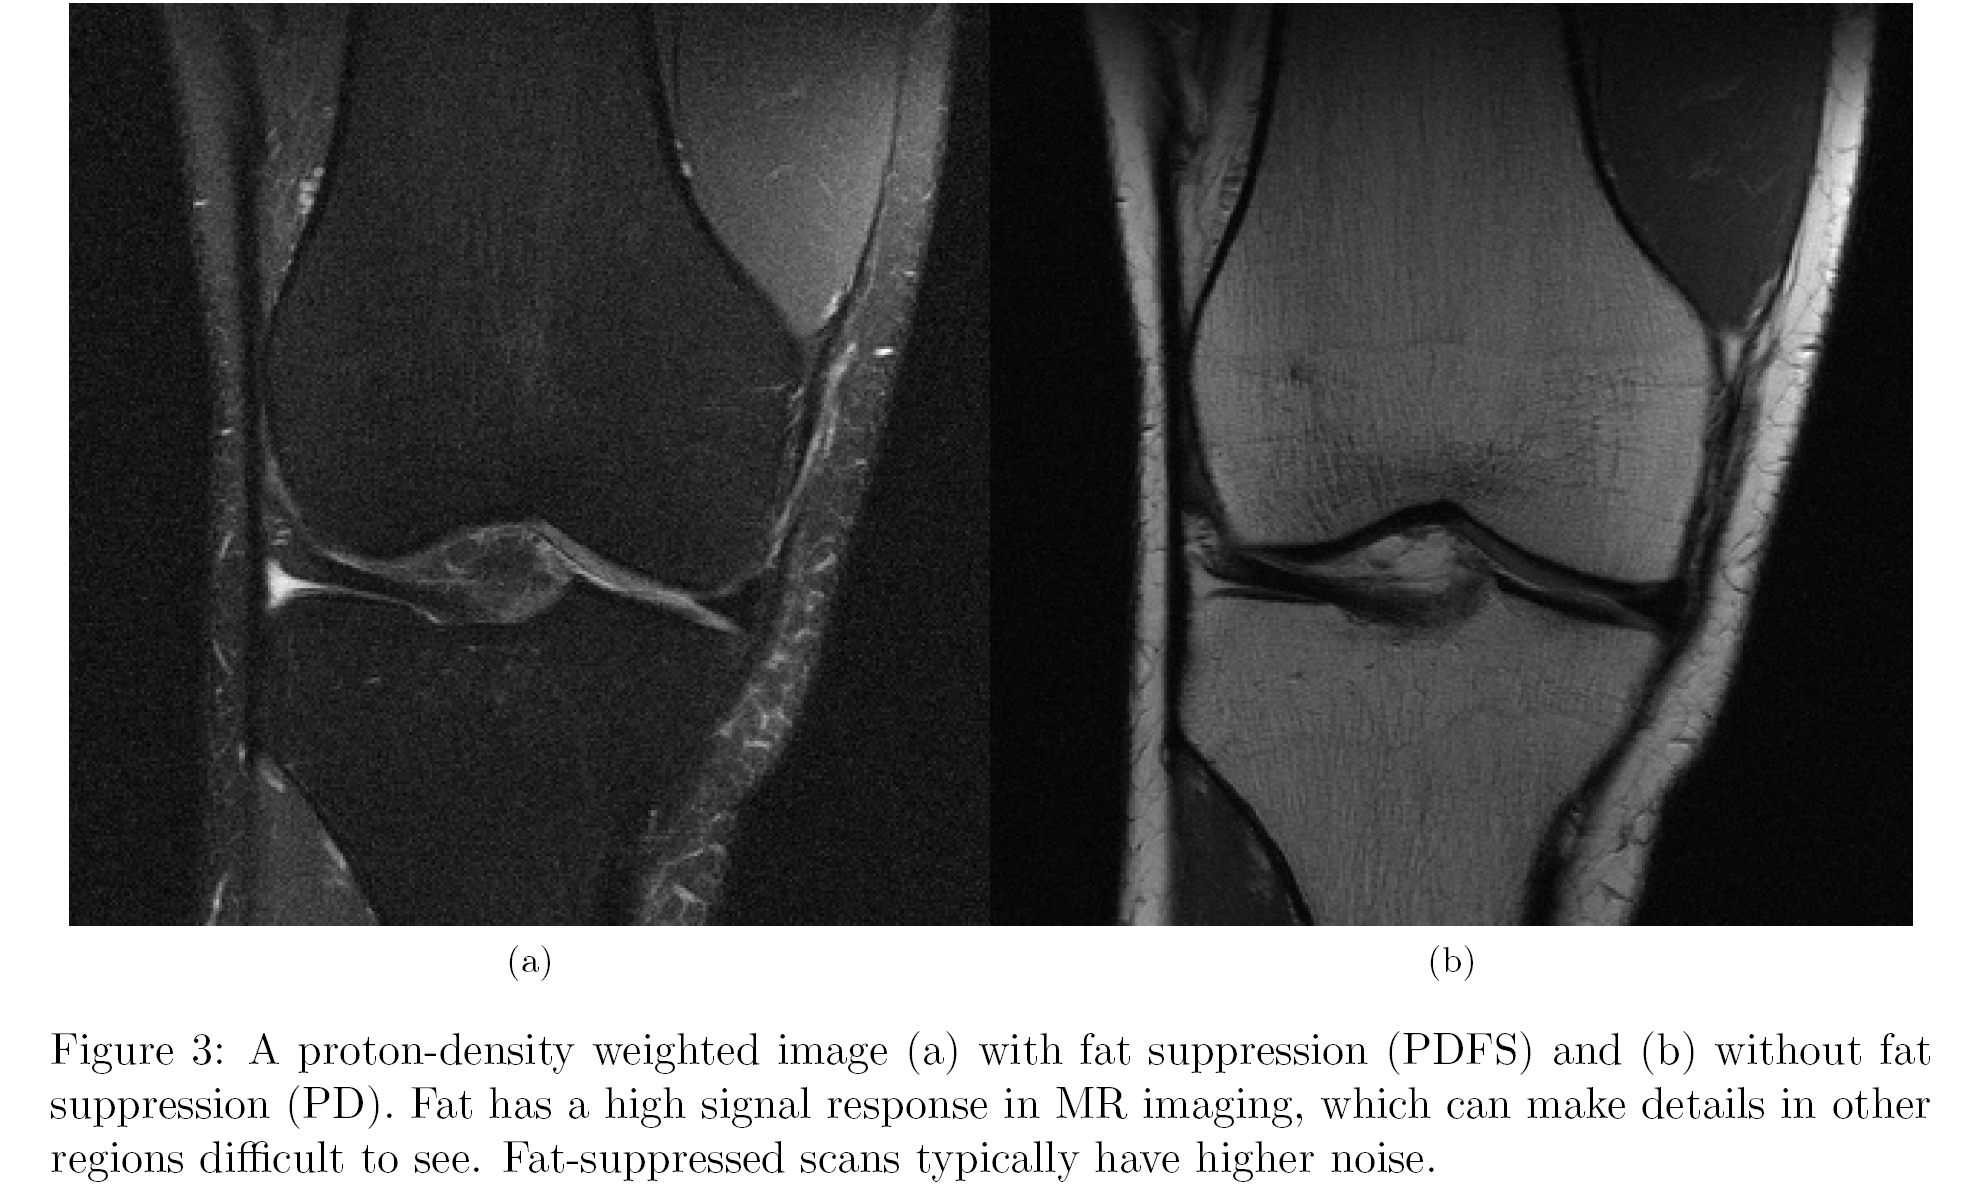 (a)
(b)
Figure 3: A proton-density weighted image (a) with fat suppression (PDFS) and (b) without fat
suppression (PD). Fat has a high signal response in MR imaging, which can make details in other
regions difficult to see. Fat-suppressed scans typically have higher noise.